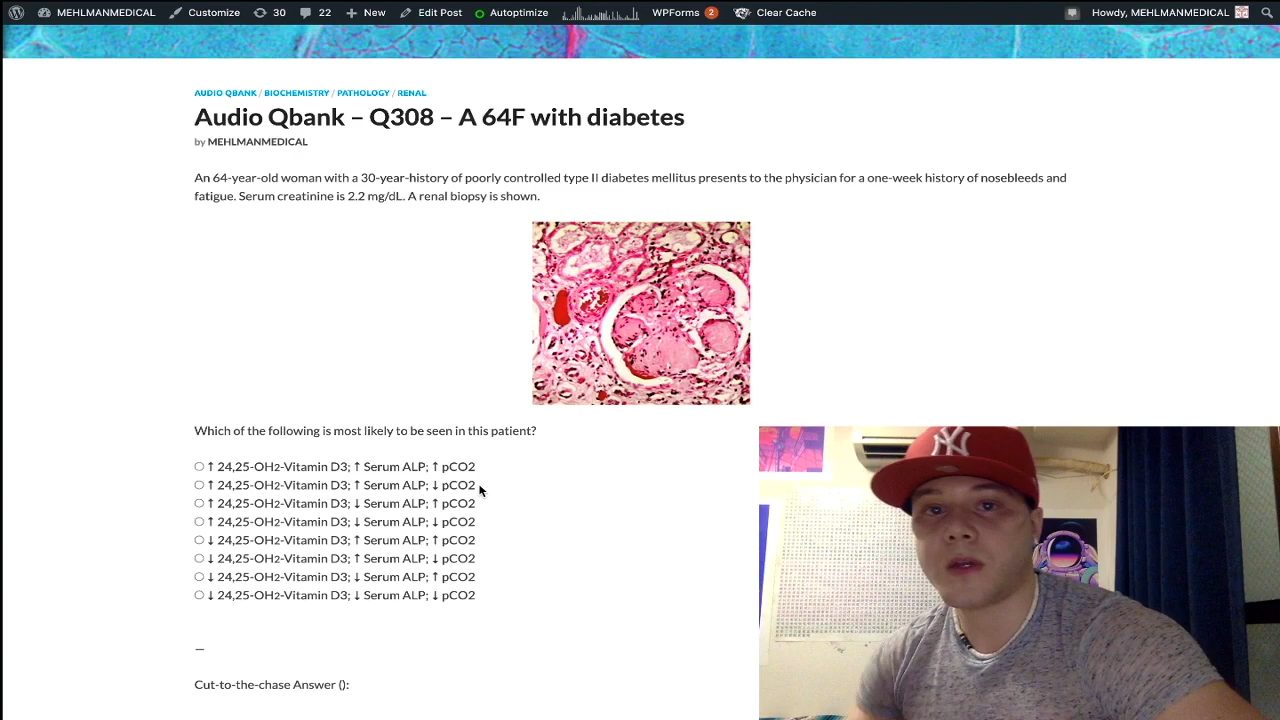 MEHLMANMEDICAL Customize 30 22 New Edit Post Autoptimize WPForms 2 Clear Cache Howdy, MEHLMANMEDICAL
AUDIO QBANK / BIOCHEMISTRY / PATHOLOGY / RENAL
Audio Qbank – Q308 – A 64F with diabetes
by MEHLMANMEDICAL
An 64-year-old woman with a 30-year-history of poorly controlled type II diabetes mellitus presents to the physician for a one-week history of nosebleeds and
fatigue. Serum creatinine is 2.2 mg/dL. A renal biopsy is shown.
Which of the following is most likely to be seen in this patient?
↑ 24,25-OH2-Vitamin D3; ↑ Serum ALP; ↑ pCO2
↑ 24,25-OH2-Vitamin D3; ↑ Serum ALP; ↓ pCO2
↑ 24,25-OH2-Vitamin D3; ↓ Serum ALP; ↑ pCO2
↑ 24,25-OH2-Vitamin D3; ↓ Serum ALP; ↓ pCO2
↓ 24,25-OH2-Vitamin D3; ↑ Serum ALP; ↑ pCO2
↓ 24,25-OH2-Vitamin D3; ↑ Serum ALP; ↓ pCO2
↓ 24,25-OH2-Vitamin D3; ↓ Serum ALP; ↑ pCO2
↓ 24,25-OH2-Vitamin D3; ↓ Serum ALP; ↓ pCO2
—
Cut-to-the-chase Answer ():
NY